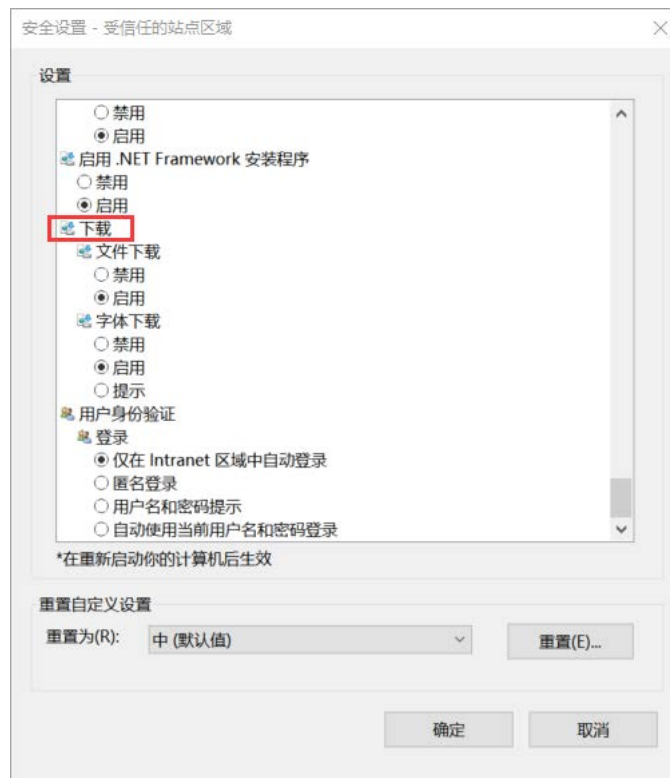 安全设置 - 受信任的站点区域
设置
禁用
启用
启用 .NET Framework 安装程序
禁用
启用
下载
文件下载
禁用
启用
字体下载
禁用
启用
提示
用户身份验证
登录
仅在 Intranet 区域中自动登录
匿名登录
用户名和密码提示
自动使用当前用户名和密码登录
*在重新启动你的计算机后生效
重置自定义设置
重置为(R): 中 (默认值) 重置(E)...
确定 取消